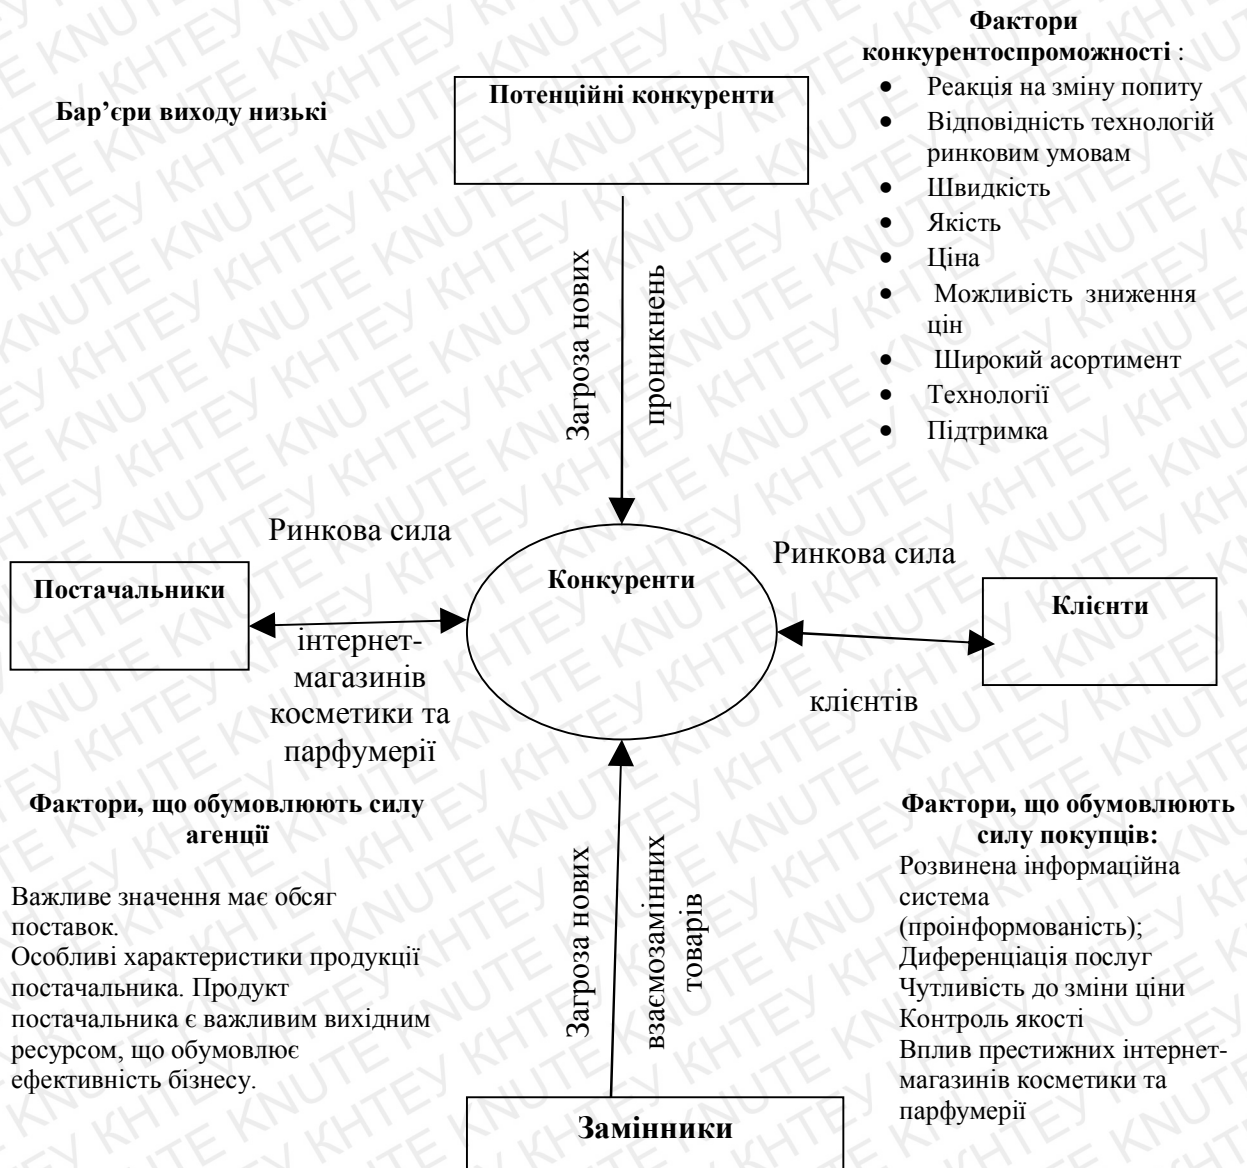 Фактори
конкурентоспроможності :
Бар’єри виходу низькі
Потенційні конкуренти
• Реакція на зміну попиту
• Відповідність технологій
ринковим умовам
• Швидкість
• Якість
• Ціна
• Можливість зниження
цін
• Широкий асортимент
• Технології
• Підтримка
Загроза нових
проникнень
Ринкова сила
інтернет-
магазинів
косметики та
парфумерії
Постачальники
Конкуренти
Ринкова сила
клієнтів
Клієнти
Фактори, що обумовлюють силу
агенції
Важливе значення має обсяг
поставок.
Особливі характеристики продукції
постачальника. Продукт
постачальника є важливим вихідним
ресурсом, що обумовлює
ефективність бізнесу.
Загроза нових
взаємозамінних
товарів
Фактори, що обумовлюють
силу покупців:
Розвинена інформаційна
система
(проінформованість);
Диференціація послуг
Чутливість до зміни ціни
Контроль якості
Вплив престижних інтернет-
магазинів косметики та
парфумерії
Замінники
КНТЕУ KNUTE